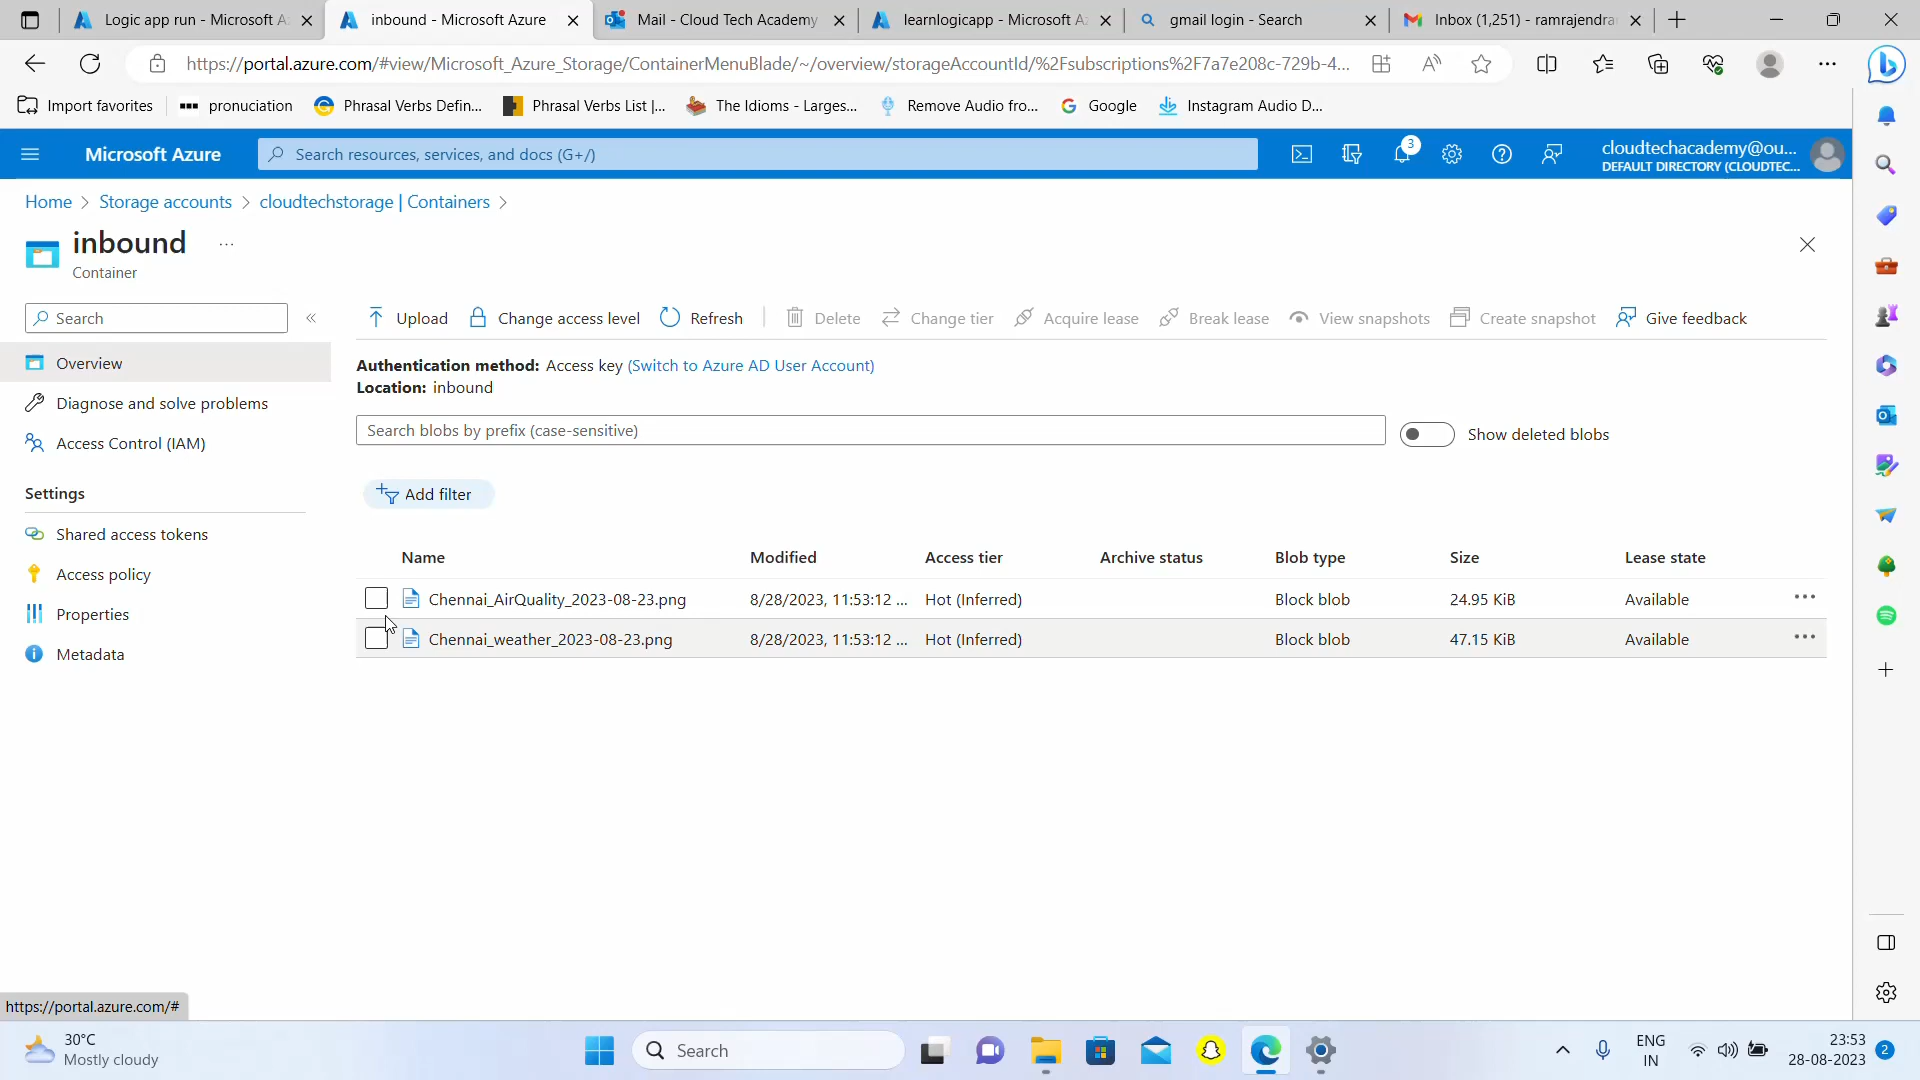 Logic app run - Microsoft A
inbound - Microsoft Azure
Mail - Cloud Tech Academy
learnlogicapp - Microsoft A
gmail login - Search
Inbox (1,251) - ramrajendra
https://portal.azure.com/#view/Microsoft_Azure_Storage/ContainerMenuBlade/~/overview/storageAccountId/%2Fsubscriptions%2F7a7e208c-729b-4...
Import favorites
pronuciation
Phrasal Verbs Defin...
Phrasal Verbs List |...
The Idioms - Larges...
Remove Audio fro...
Google
Instagram Audio D...
Microsoft Azure
Search resources, services, and docs (G+/)
3
cloudtechacademy@ou...
DEFAULT DIRECTORY (CLOUDTEC...
Home > Storage accounts > cloudtechstorage | Containers >
inbound ...
Container
Search
«
Upload
Change access level
Refresh
Delete
Change tier
Acquire lease
Break lease
View snapshots
Create snapshot
Give feedback
Overview
Diagnose and solve problems
Access Control (IAM)
Settings
Shared access tokens
Access policy
Properties
Metadata
Authentication method: Access key (Switch to Azure AD User Account)
Location: inbound
Search blobs by prefix (case-sensitive)
Show deleted blobs
Add filter
Name Modified Access tier Archive status Blob type Size Lease state
Chennai_AirQuality_2023-08-23.png 8/28/2023, 11:53:12 ... Hot (Inferred) Block blob 24.95 KiB Available ...
Chennai_weather_2023-08-23.png 8/28/2023, 11:53:12 ... Hot (Inferred) Block blob 47.15 KiB Available ...
https://portal.azure.com/#
30°C
Mostly cloudy
Search
ENG
IN
23:53
28-08-2023
2